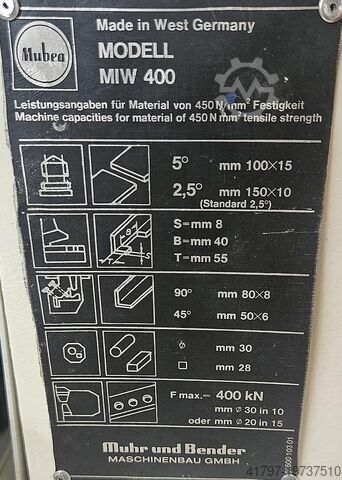 Mubea
Made in West Germany
MODELL
MIW 400
Leistungsangaben für Material von 450 N/mm² Festigkeit
Machine capacities for material of 450 N mm² tensile strength
5° mm 100×15
2,5° mm 150×10
(Standard 2,5°)
S–mm 8
B–mm 40
T–mm 55
90° mm 80×8
45° mm 50×6
⌀ mm 30
□ mm 28
F max.= 400 kN
mm ⌀ 30 in 10
oder mm ⌀ 20 in 15
Muhr und Bender
MASCHINENBAU GMBH
41797319737510